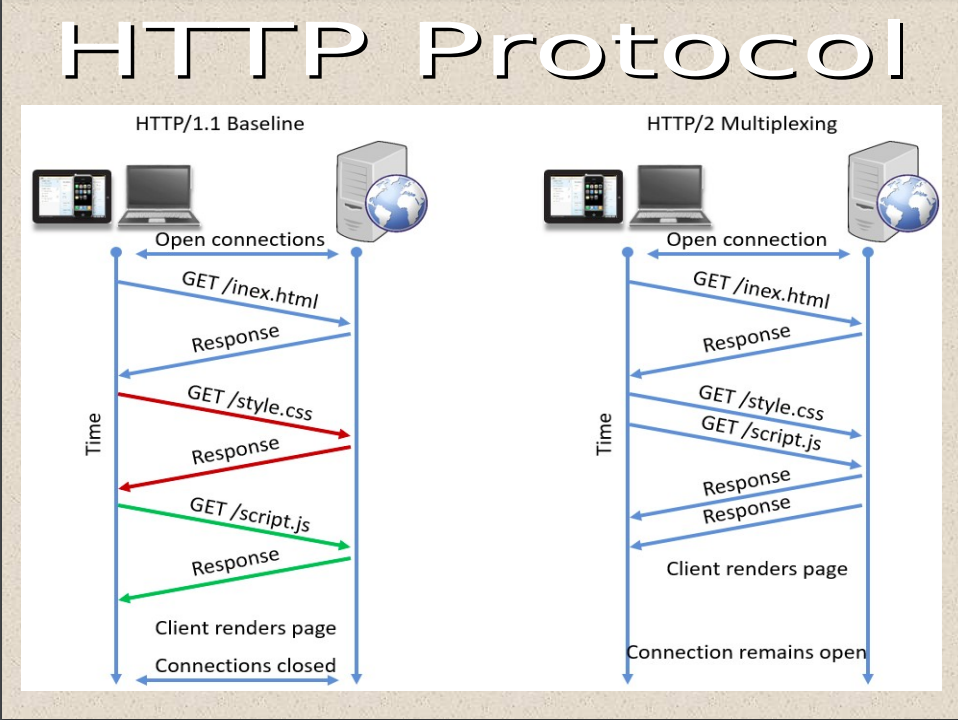 HTTP Protocol
HTTP/1.1 Baseline
Open connections
GET /inex.html
Response
GET /style.css
Response
GET /script.js
Response
Time
Client renders page
Connections closed
HTTP/2 Multiplexing
Open connection
GET /inex.html
Response
GET /style.css
GET /script.js
Response
Response
Time
Client renders page
Connection remains open